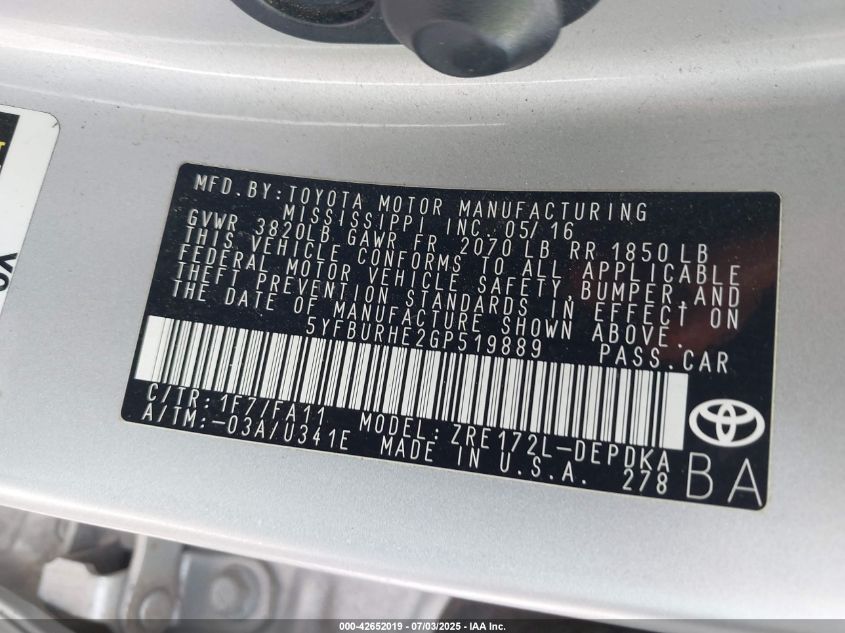 MFD.BY:TOYOTA MOTOR MANUFACTURING
MISSISSIPPI INC. 05/16
GVWR 3820LB GAWR FR 2070 LB RR 1850 LB
THIS VEHICLE CONFORMS TO ALL APPLICABLE
FEDERAL MOTOR VEHICLE SAFETY,BUMPER,AND
THEFT PREVENTION STANDARDS IN EFFECT ON
THE DATE OF MANUFACTURE SHOWN ABOVE.
5YFBURHE2GP519889 PASS.CAR
C/TR:1F7/FA11 MODEL:ZRE172L-DEPDKA
A/TM:-03A/U341E MADE IN U.S.A. 278
BA
000-42652019 - 07/03/2025 - IAA Inc.